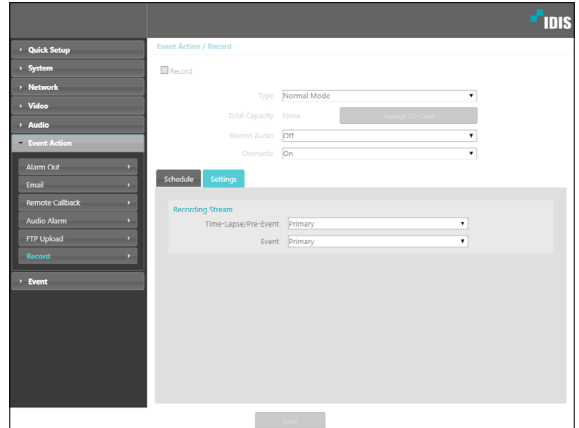 IDIS
Quick Setup
System
Network
Video
Audio
Event Action
Alarm Out
Email
Remote Callback
Audio Alarm
FTP Upload
Record
Event
Event Action / Record
Record
Type Normal Mode
Total Capacity None Format SD Card
Record Audio Off
Overwrite On
Schedule Settings
Recording Stream
Time-Lapse/Pre-Event Primary
Event Primary
Save